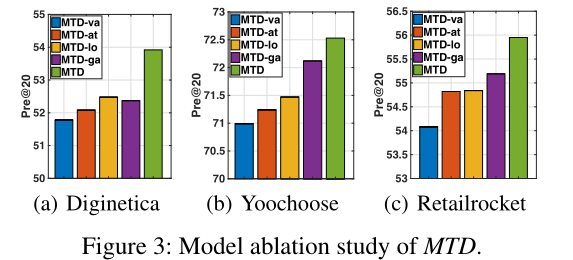 55
54
53
52
51
50
Pre@20
MTD-va
MTD-at
MTD-lo
MTD-ga
MTD
(a) Diginetica
73
72.5
72
71.5
71
70.5
70
Pre@20
MTD-va
MTD-at
MTD-lo
MTD-ga
MTD
(b) Yoochoose
56.5
56
55.5
55
54.5
54
53.5
53
Pre@20
MTD-va
MTD-at
MTD-lo
MTD-ga
MTD
(c) Retailrocket
Figure 3: Model ablation study of MTD.